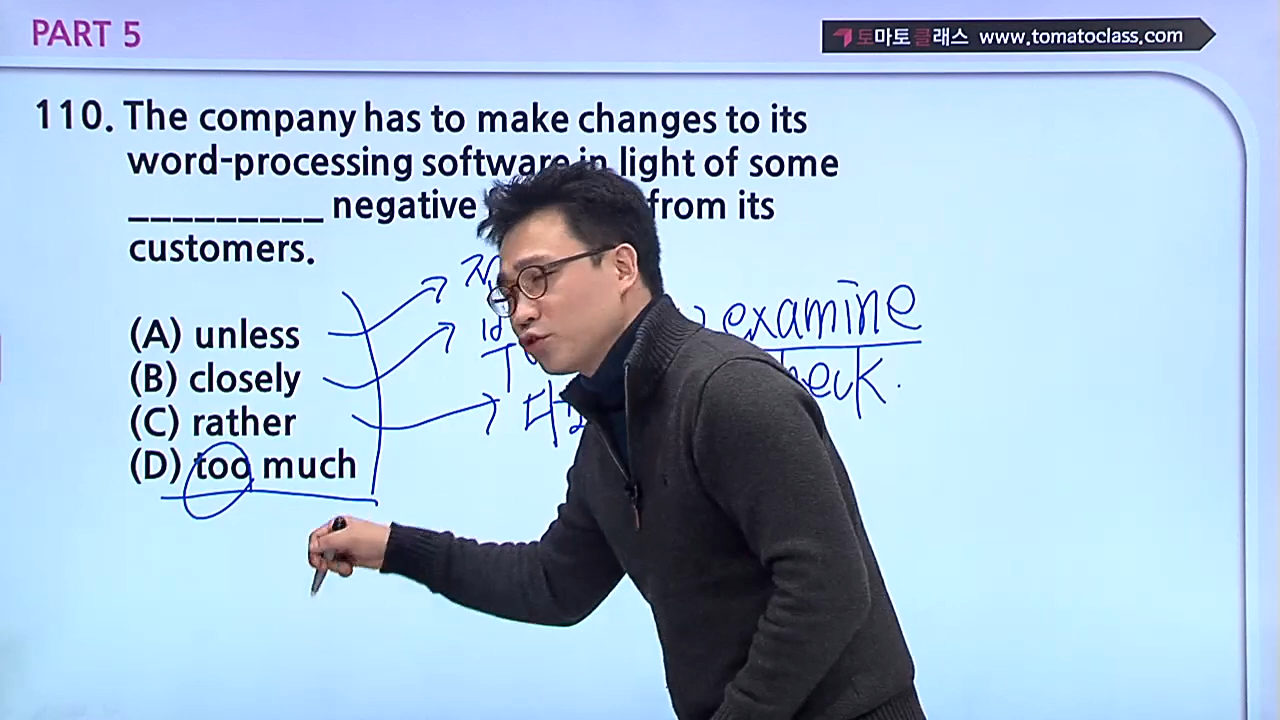 PART 5
토마토클래스 www.tomatoclass.com
110. The company has to make changes to its
word-processing software in light of some
_________ negative from its
customers.
(A) unless
(B) closely
(C) rather
(D) too much
examine